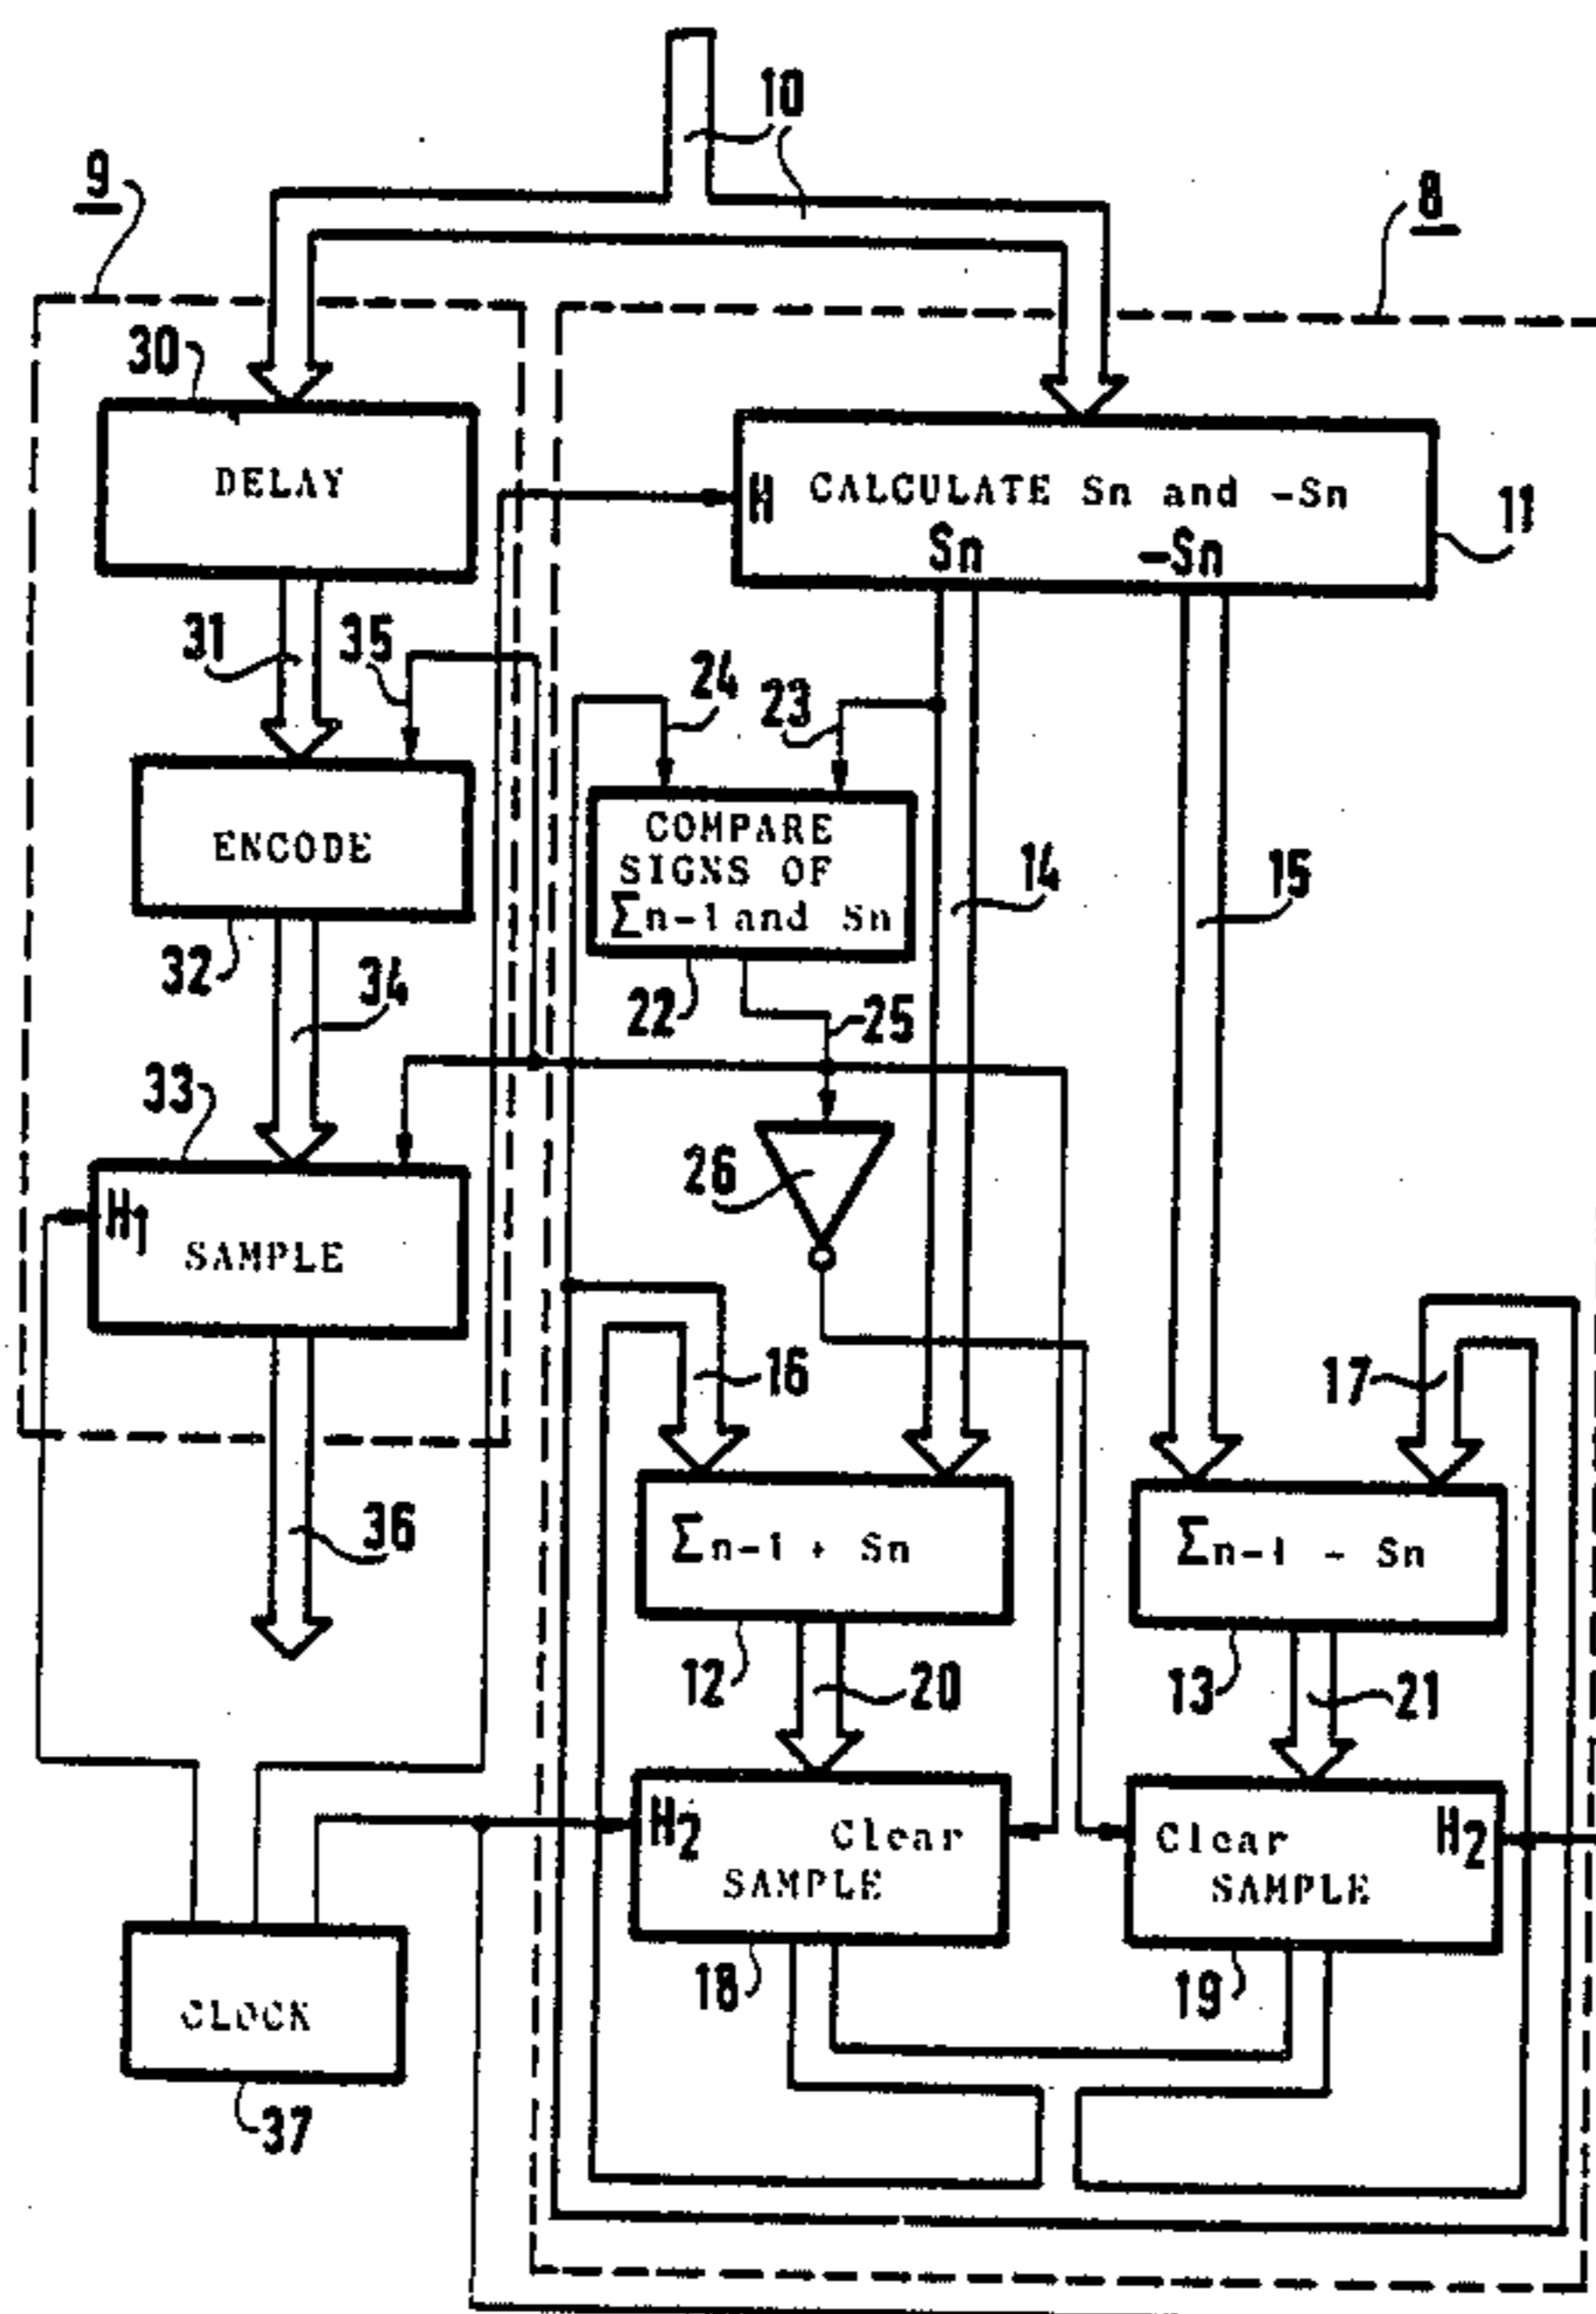 10
9
8
30
DELAY
H CALCULATE Sn and -Sn
Sn -Sn
11
31
35
24
23
ENCODE
COMPARE
SIGNS OF
Σn-1 and Sn
14
15
32
34
22
25
33
26
H1
SAMPLE
16
17
36
Σn-1 + Sn
Σn-1 - Sn
12
20
13
21
H2 Clear
SAMPLE
Clear H2
SAMPLE
18
19
CLOCK
37